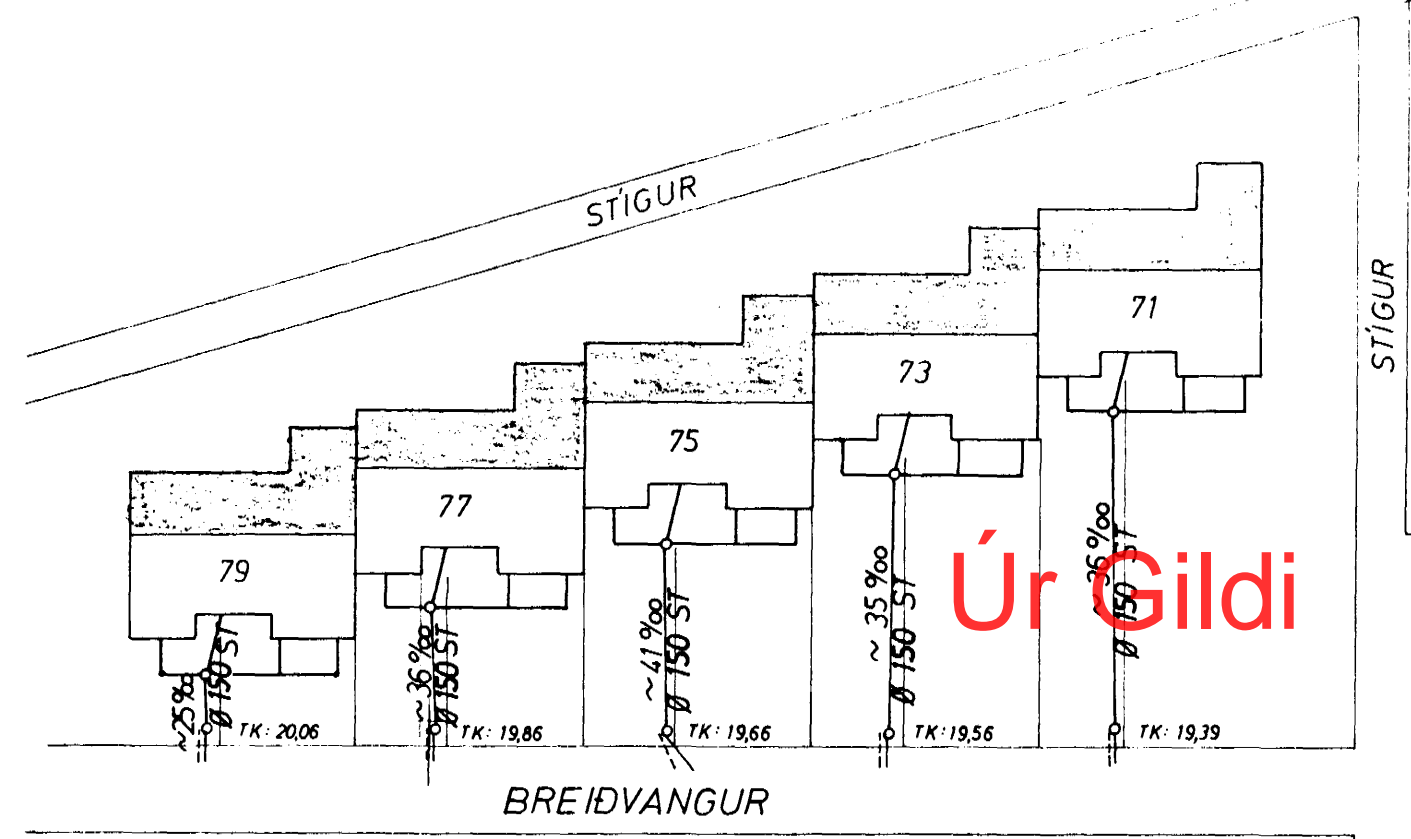 STÍGUR
STÍGUR
71
73
75
77
79
~25‰
Ø 150 ST
~36‰
Ø 150 ST
~41‰
Ø 150 ST
~35‰
Ø 150 ST
~36‰
Ø 150 ST
Úr Gildi
TK: 20,06
TK: 19,86
TK: 19,66
TK: 19,56
TK: 19,39
BREIÐVANGUR